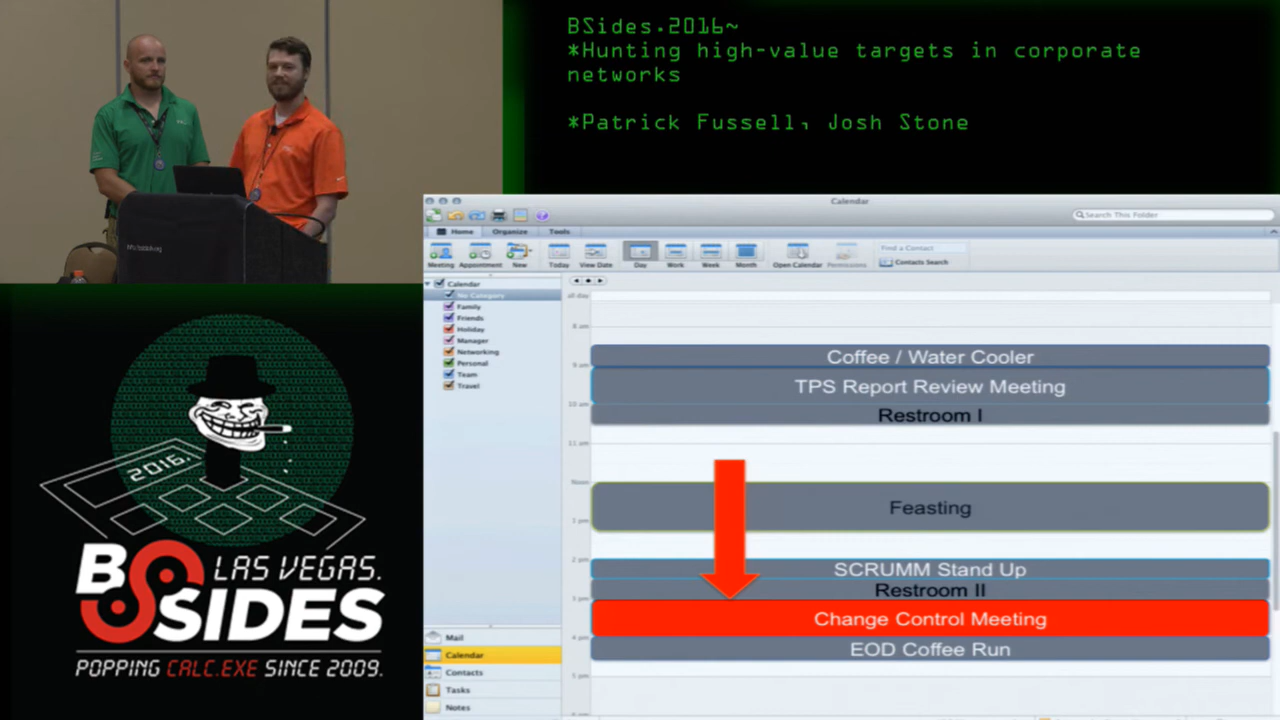 BSides.2016~
*Hunting high-value targets in corporate
networks
*Patrick Fussell, Josh Stone
Calendar
Search This Folder
Home Organize Tools
Meeting Appointment New Today View Date Day Work Week Month Open Calendar Permissions
Find a Contact
Contacts Search
Calendar
No Category
Family
Friends
Holiday
Manager
Networking
Personal
Team
Travel
all-day
8 am
Coffee / Water Cooler
9 am
TPS Report Review Meeting
10 am
Restroom I
11 am
Noon
Feasting
1 pm
2 pm
SCRUMM Stand Up
Restroom II
3 pm
Change Control Meeting
4 pm
EOD Coffee Run
5 pm
Mail
Calendar
Contacts
Tasks
Notes
2016.
BSIDES LAS VEGAS.
POPPING CALC.EXE SINCE 2009.